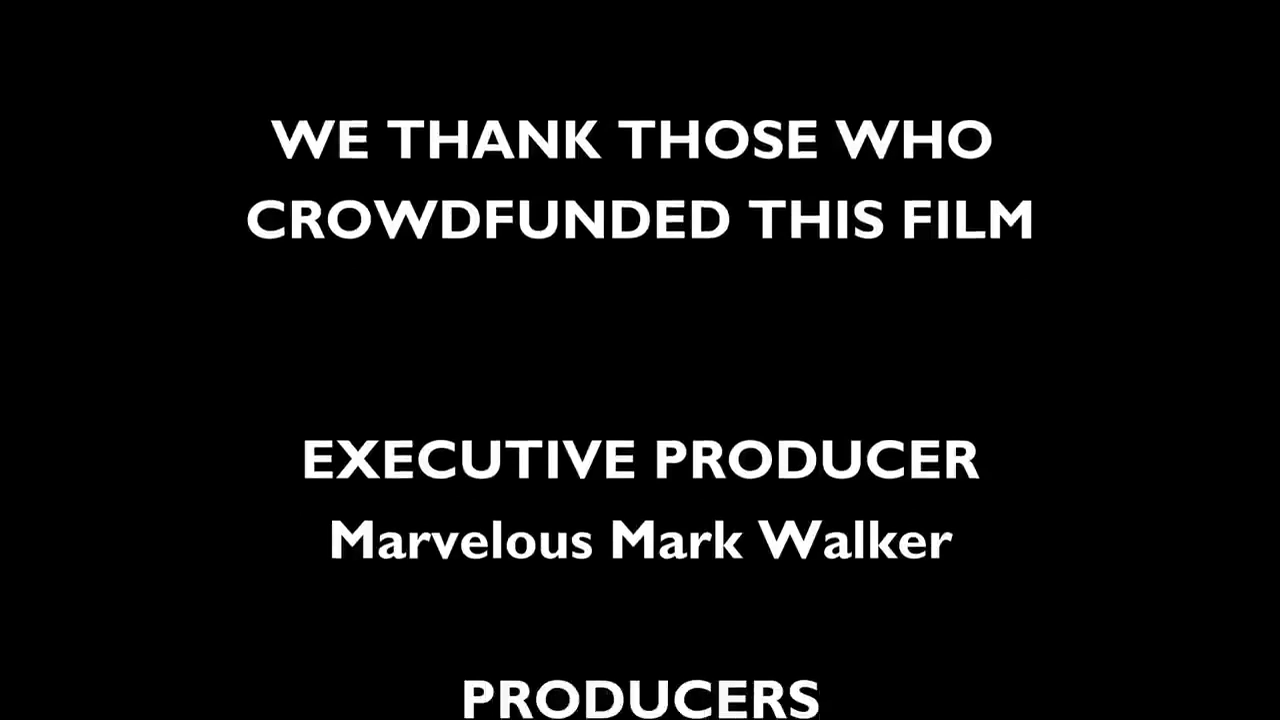 WE THANK THOSE WHO
CROWDFUNDED THIS FILM
EXECUTIVE PRODUCER
Marvelous Mark Walker
PRODUCERS